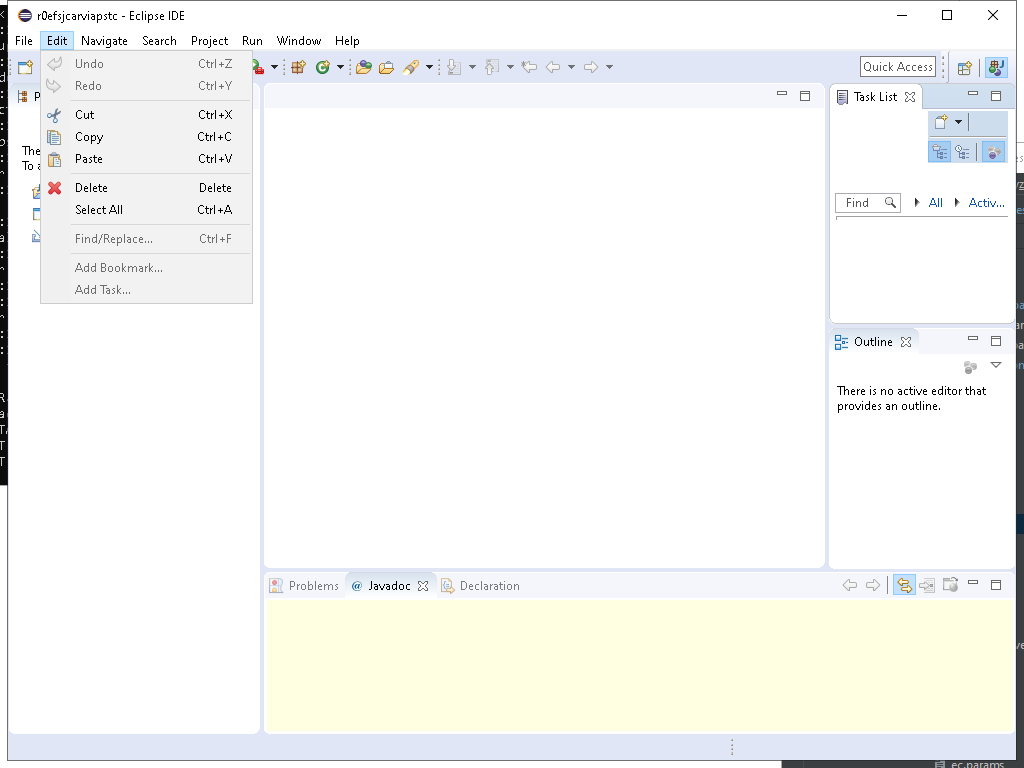 r0efsjcarviapstc - Eclipse IDE
File Edit Navigate Search Project Run Window Help
Undo Ctrl+Z
Redo Ctrl+Y
Cut Ctrl+X
Copy Ctrl+C
Paste Ctrl+V
Delete Delete
Select All Ctrl+A
Find/Replace... Ctrl+F
Add Bookmark...
Add Task...
Quick Access
The
To
Task List
Find All Activ...
Outline
There is no active editor that
provides an outline.
Problems @ Javadoc Declaration
ec.params